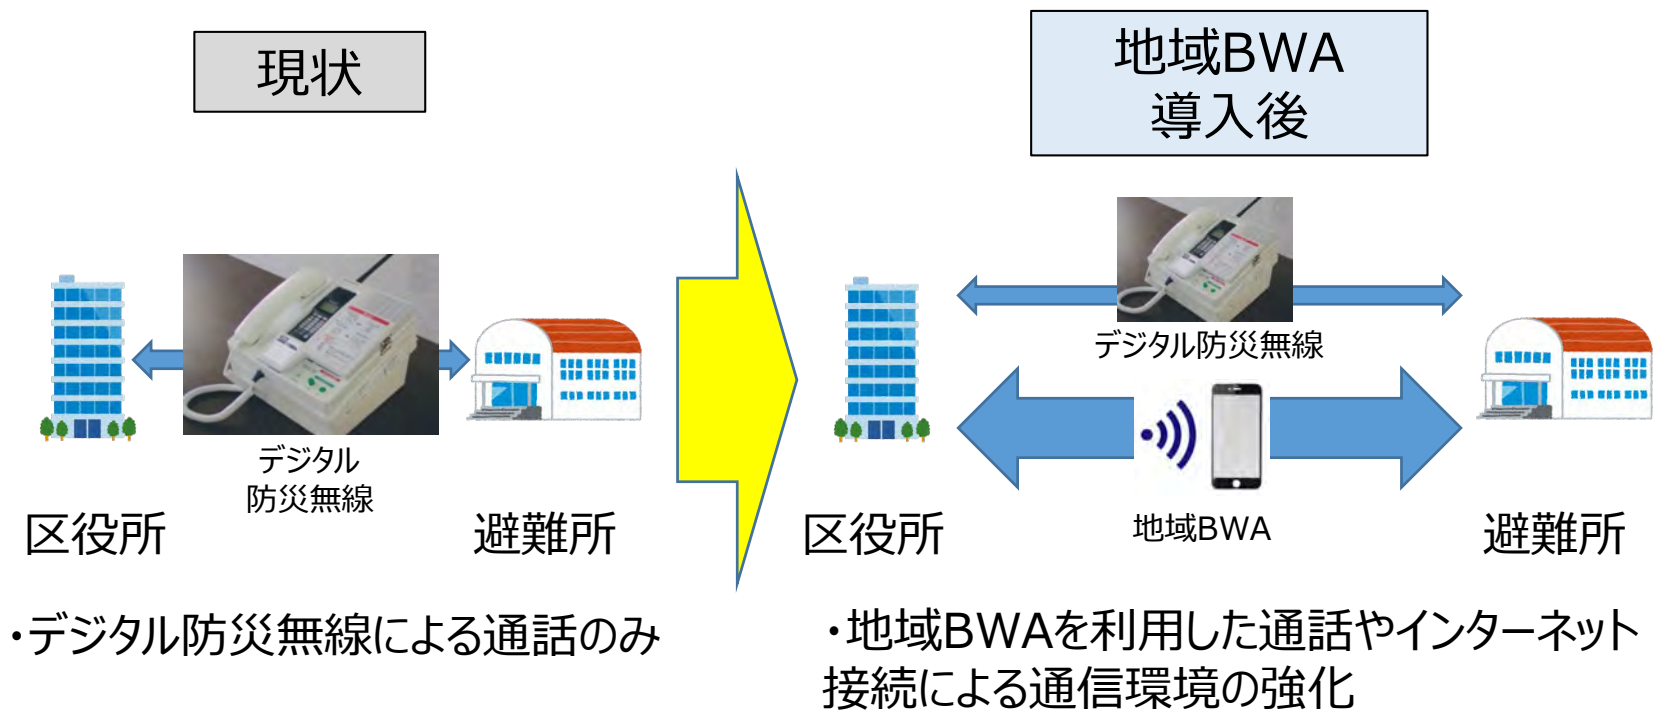 現状
デジタル
防災無線
区役所
避難所
・デジタル防災無線による通話のみ
地域BWA
導入後
デジタル防災無線
地域BWA
区役所
避難所
・地域BWAを利用した通話やインターネット
接続による通信環境の強化